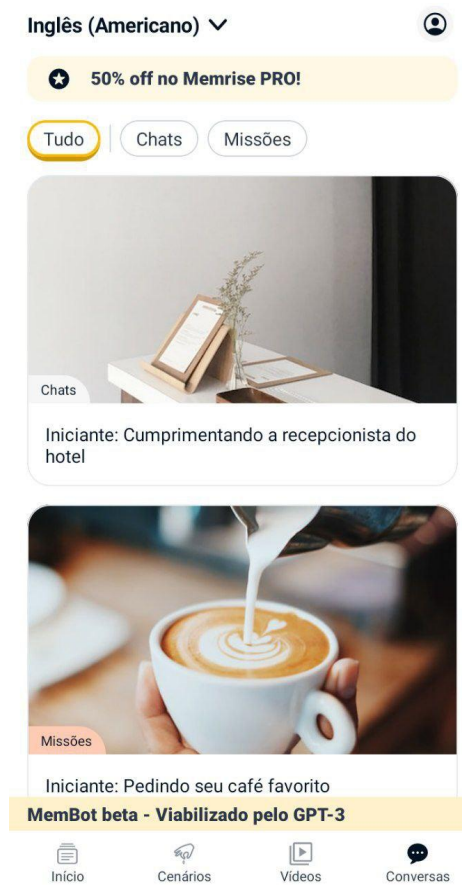 Inglês (Americano)
50% off no Memrise PRO!
Tudo
Chats
Missões
Chats
Iniciante: Cumprimentando a recepcionista do
hotel
Missões
Iniciante: Pedindo seu café favorito
MemBot beta - Viabilizado pelo GPT-3
Início
Cenários
Vídeos
Conversas